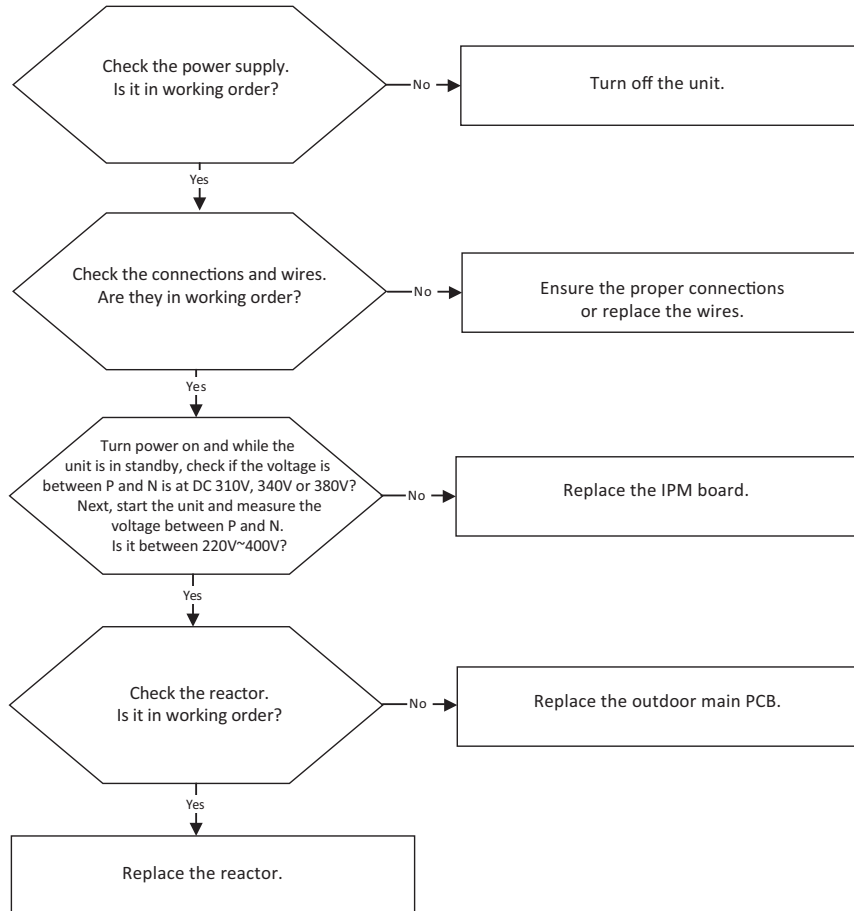 Check the power supply.
Is it in working order?
No
Turn off the unit.
Yes
Check the connections and wires.
Are they in working order?
No
Ensure the proper connections
or replace the wires.
Yes
Turn power on and while the
unit is in standby, check if the voltage is
between P and N is at DC 310V, 340V or 380V?
Next, start the unit and measure the
voltage between P and N.
Is it between 220V~400V?
No
Replace the IPM board.
Yes
Check the reactor.
Is it in working order?
No
Replace the outdoor main PCB.
Yes
Replace the reactor.